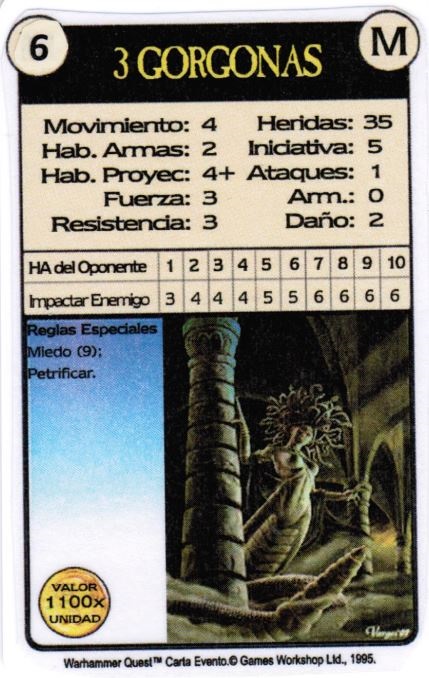 6
M
3 GORGONAS
Movimiento: 4 Heridas: 35
Hab. Armas: 2 Iniciativa: 5
Hab. Proyec: 4+ Ataques: 1
Fuerza: 3 Arm.: 0
Resistencia: 3 Daño: 2
HA del Oponente 1 2 3 4 5 6 7 8 9 10
Impactar Enemigo 3 4 4 4 5 5 6 6 6 6
Reglas Especiales
Miedo (9);
Petrificar.
VALOR
1100x
UNIDAD
Warhammer Quest™ Carta Evento.© Games Workshop Ltd., 1995.